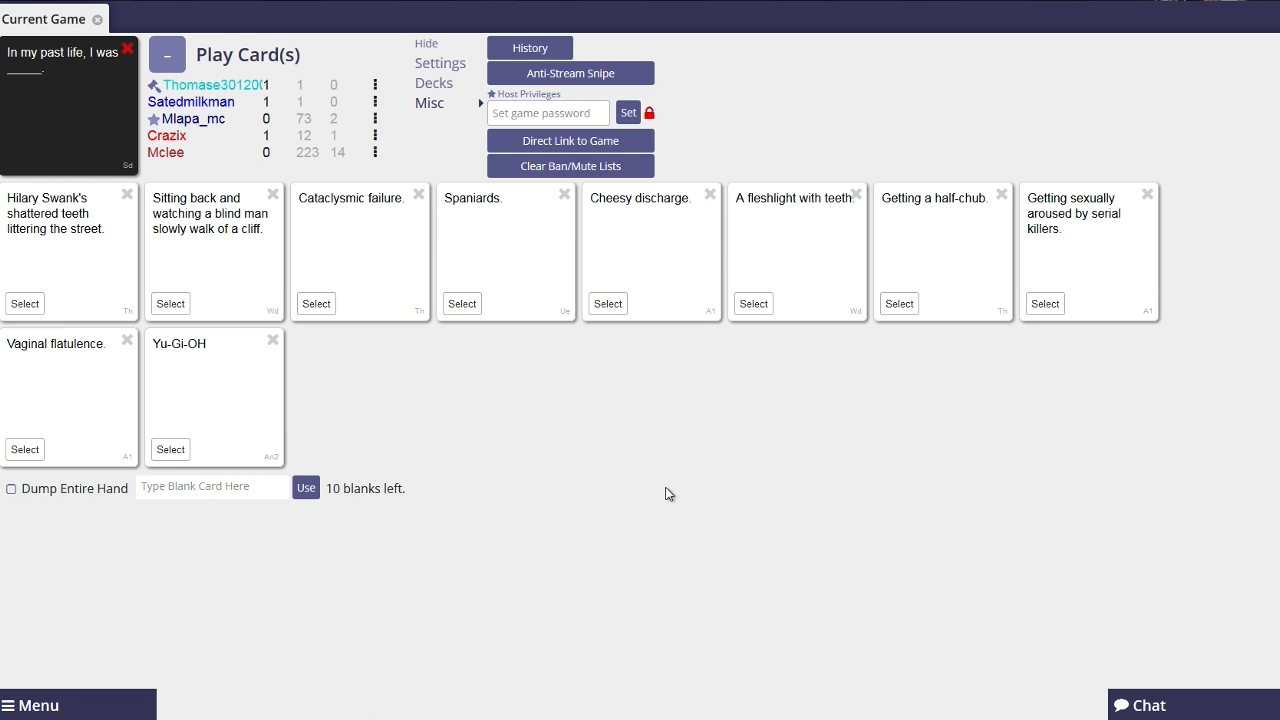 Current Game
In my past life, I was
_____.
Sd
–
Play Card(s)
Thomase30120( 1 1 0
Satedmilkman 1 1 0
Mlapa_mc 0 73 2
Crazix 1 12 1
Mclee 0 223 14
Hide
Settings
Decks
Misc
History
Anti-Stream Snipe
Host Privileges
Set game password Set
Direct Link to Game
Clear Ban/Mute Lists
Hilary Swank's
shattered teeth
littering the street.
Select
Th
Sitting back and
watching a blind man
slowly walk of a cliff.
Select
Wd
Cataclysmic failure.
Select
Th
Spaniards.
Select
Ue
Cheesy discharge.
Select
A1
A fleshlight with teeth.
Select
Wd
Getting a half-chub.
Select
Th
Getting sexually
aroused by serial
killers.
Select
A1
Vaginal flatulence.
Select
A1
Yu-Gi-OH
Select
An2
Dump Entire Hand Type Blank Card Here Use 10 blanks left.
Menu
Chat